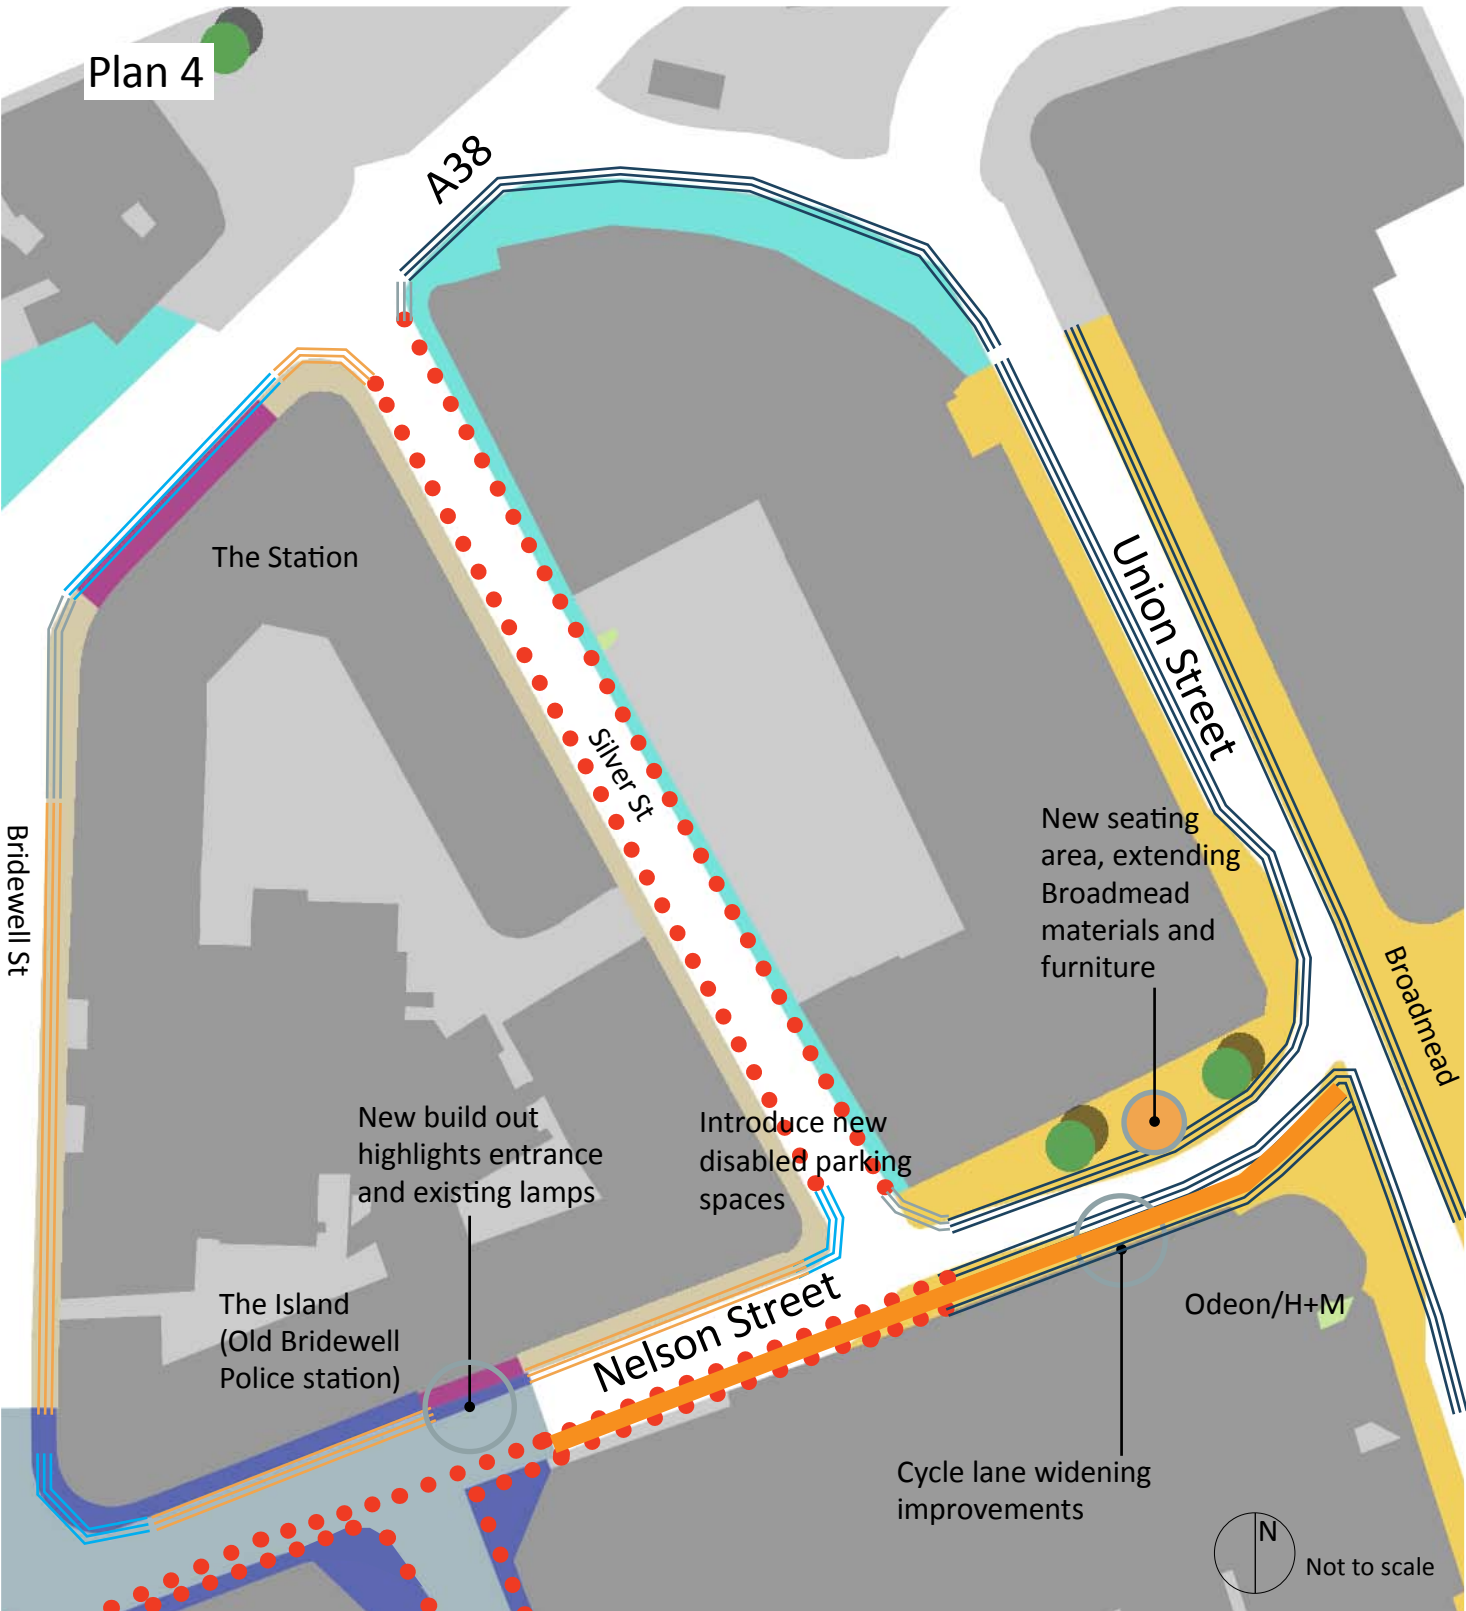 Plan 4
A38
The Station
Union Street
Silver St
New seating
area, extending
Broadmead
materials and
furniture
Bridewell St
Broadmead
New build out
highlights entrance
and existing lamps
Introduce new
disabled parking
spaces
The Island
(Old Bridewell
Police station)
Nelson Street
Odeon/H+M
Cycle lane widening
improvements
N
Not to scale